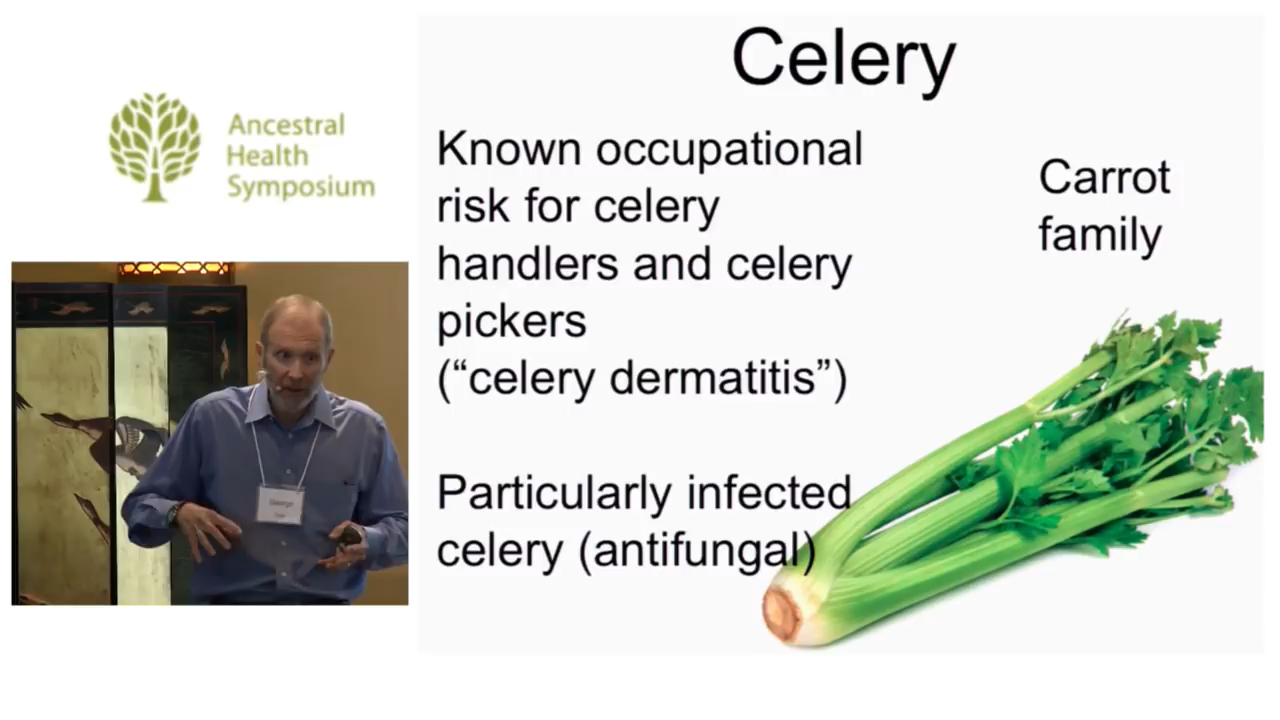 Ancestral
Health
Symposium
George
Celery
Known occupational
risk for celery
handlers and celery
pickers
(“celery dermatitis”)
Particularly infected
celery (antifungal)
Carrot
family